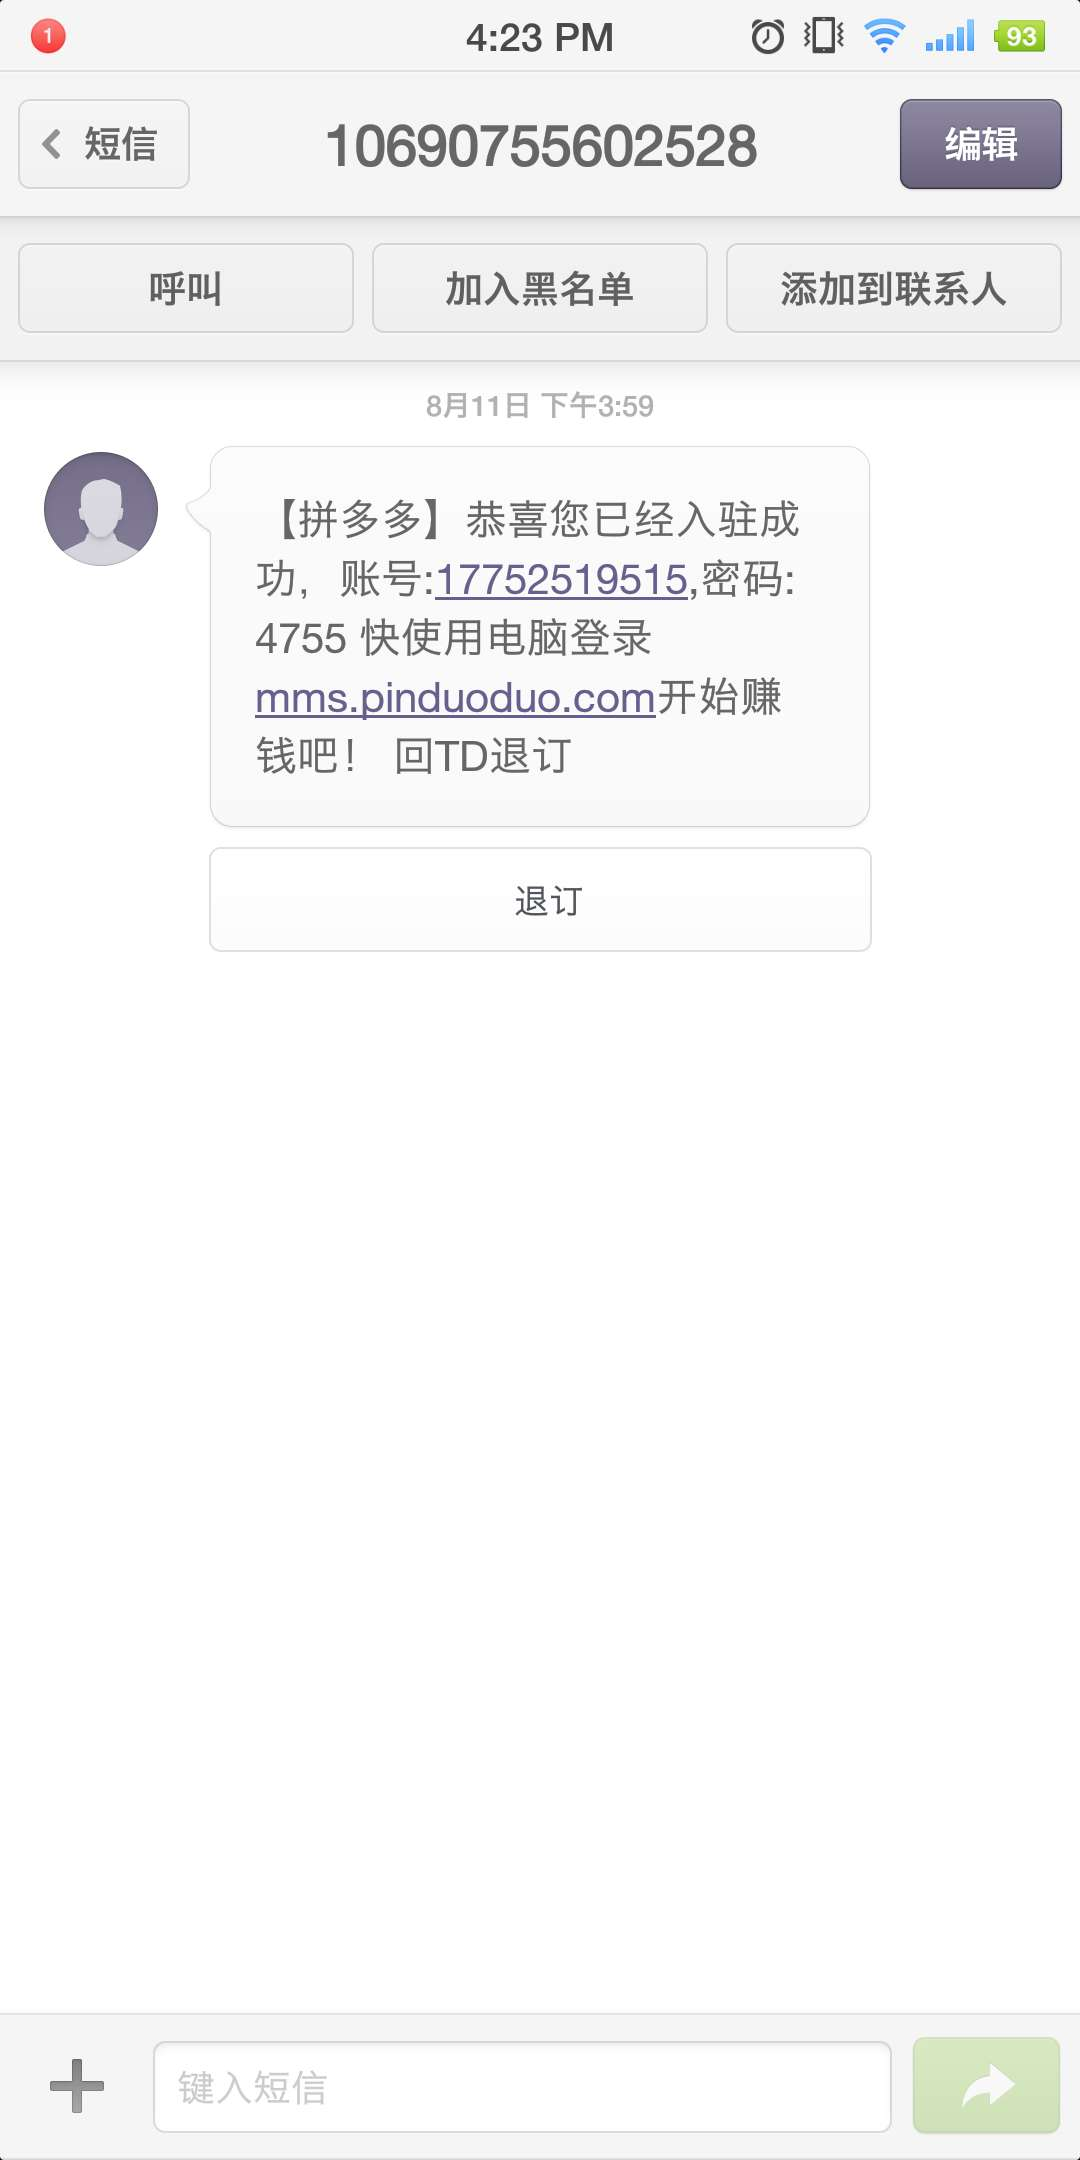 1
4:23 PM
93
短信
10690755602528
编辑
呼叫
加入黑名单
添加到联系人
8月11日 下午3:59
【拼多多】恭喜您已经入驻成
功，账号:17752519515,密码:
4755 快使用电脑登录
mms.pinduoduo.com开始赚
钱吧！ 回TD退订
退订
键入短信